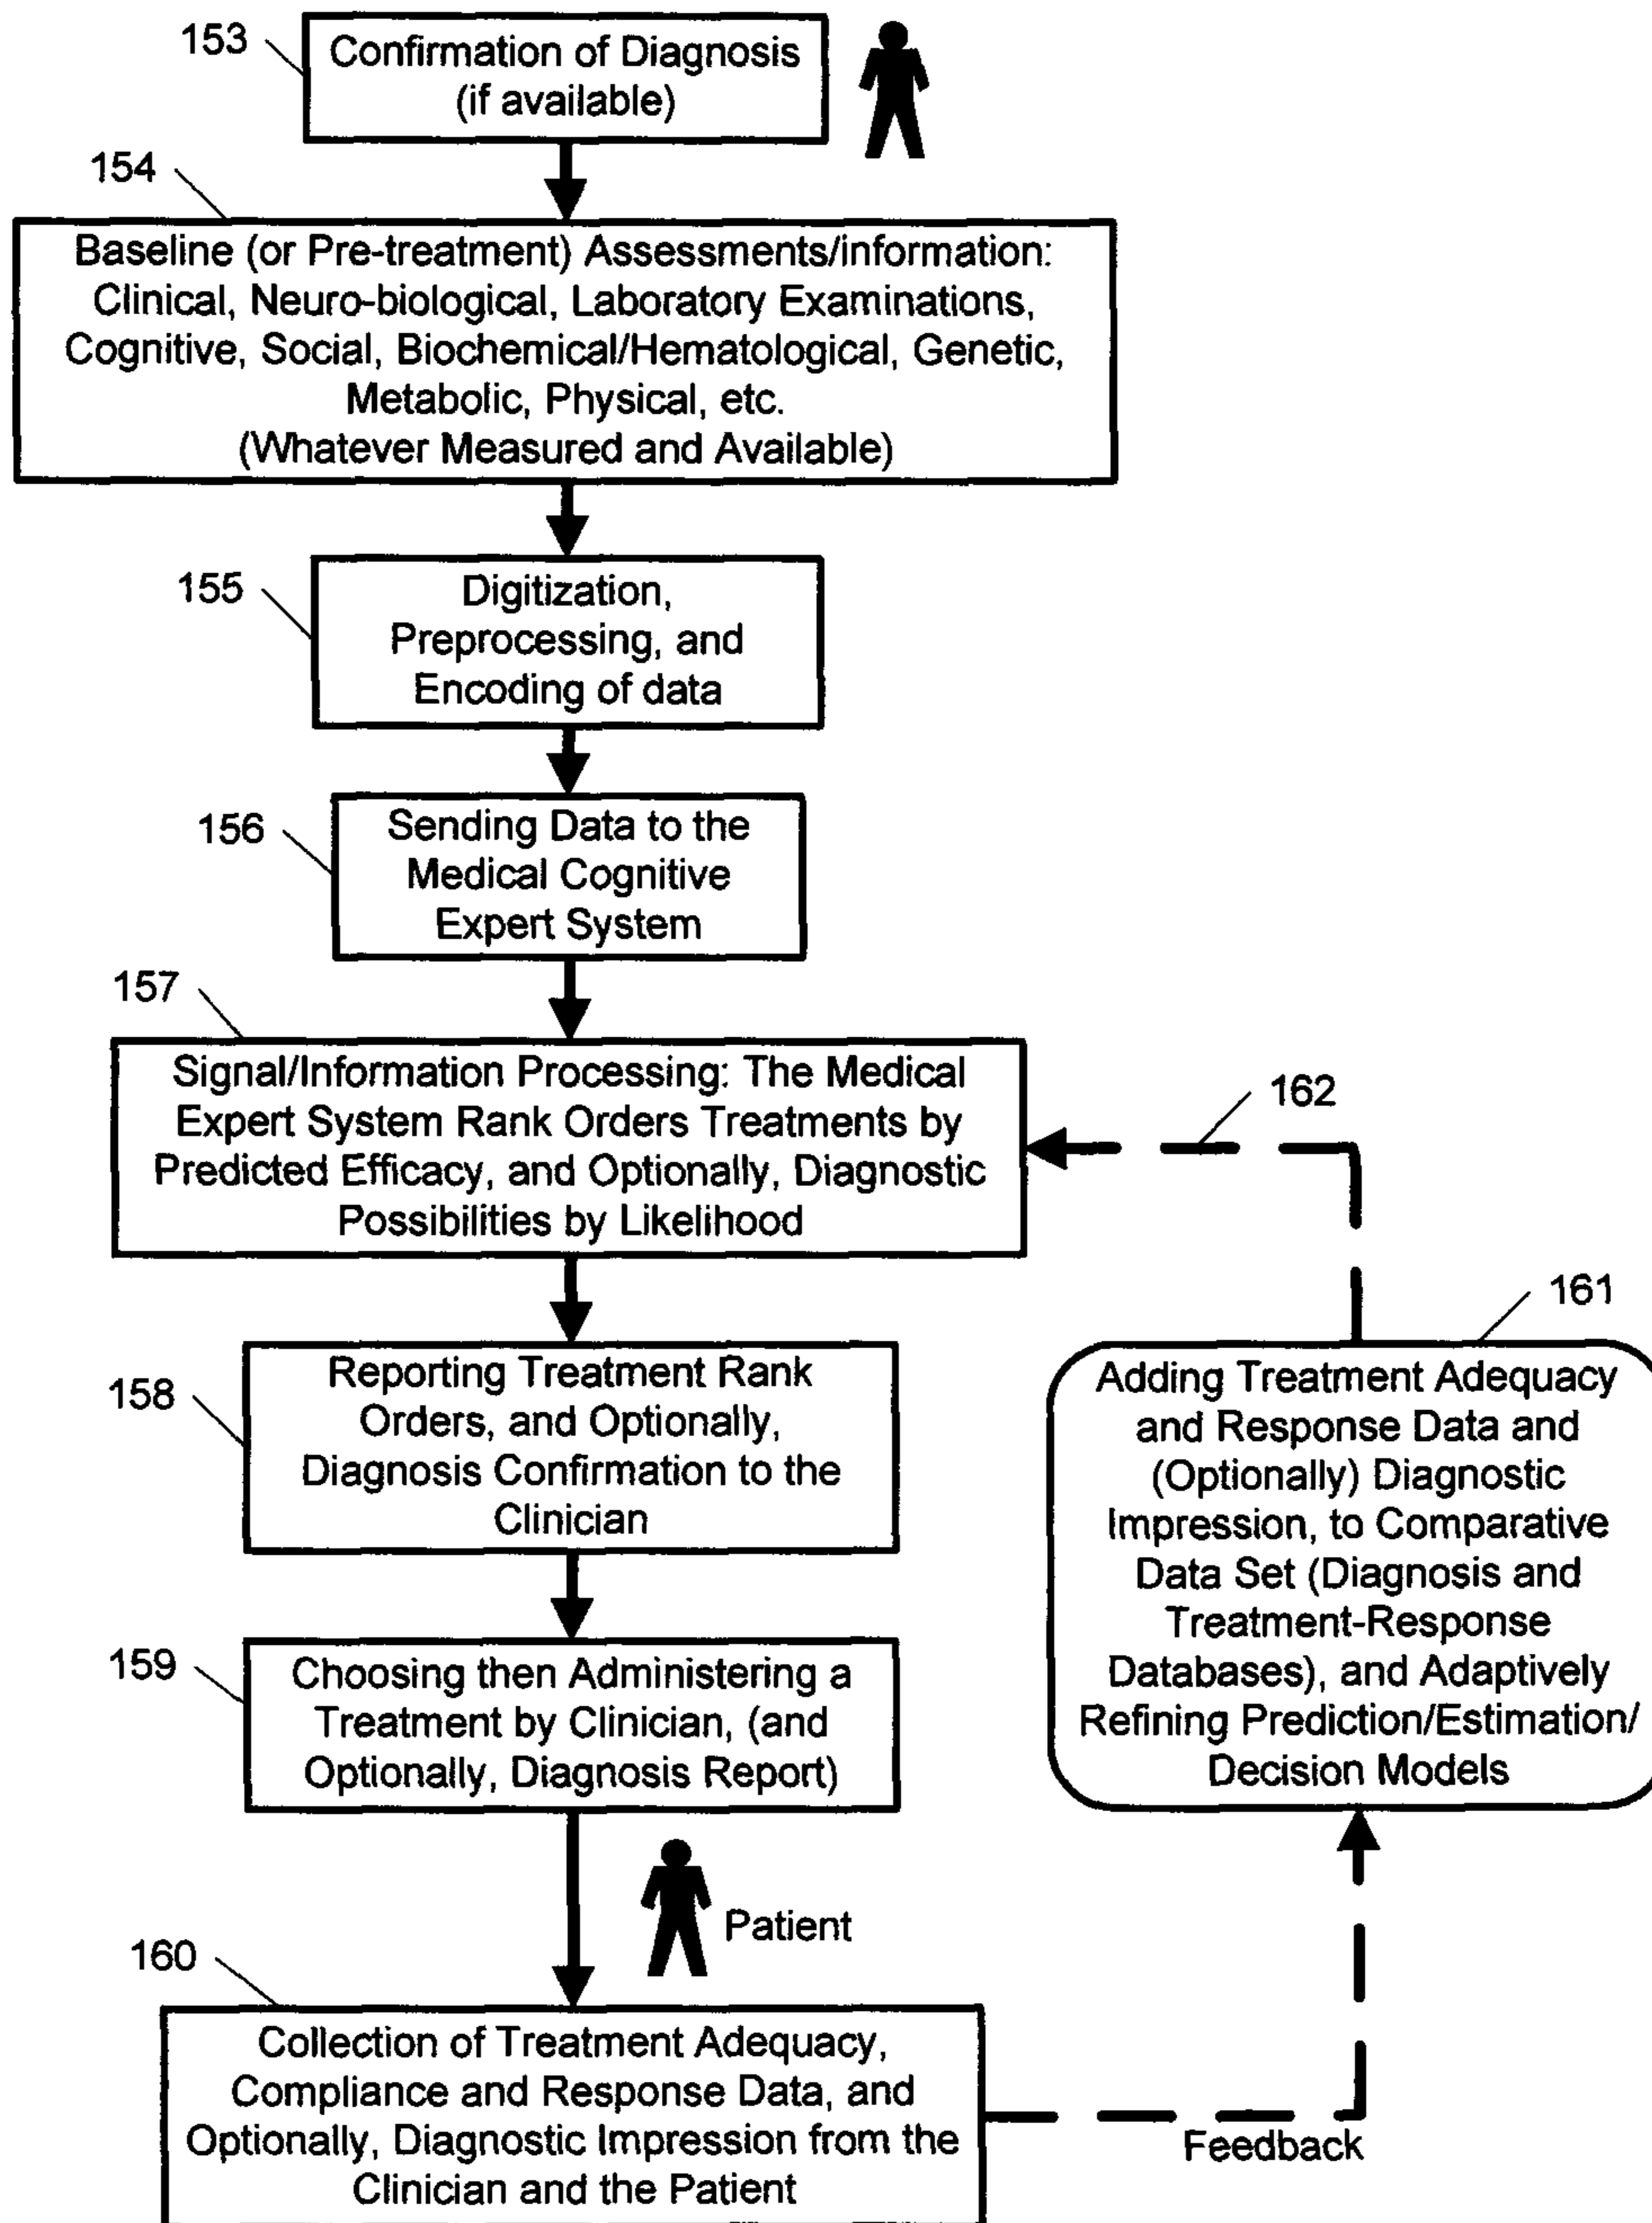 153
Confirmation of Diagnosis
(if available)
154
Baseline (or Pre-treatment) Assessments/information:
Clinical, Neuro-biological, Laboratory Examinations,
Cognitive, Social, Biochemical/Hematological, Genetic,
Metabolic, Physical, etc.
(Whatever Measured and Available)
155
Digitization,
Preprocessing, and
Encoding of data
156
Sending Data to the
Medical Cognitive
Expert System
157
Signal/Information Processing: The Medical
Expert System Rank Orders Treatments by
Predicted Efficacy, and Optionally, Diagnostic
Possibilities by Likelihood
162
158
Reporting Treatment Rank
Orders, and Optionally,
Diagnosis Confirmation to the
Clinician
161
Adding Treatment Adequacy
and Response Data and
(Optionally) Diagnostic
Impression, to Comparative
Data Set (Diagnosis and
Treatment-Response
Databases), and Adaptively
Refining Prediction/Estimation/
Decision Models
159
Choosing then Administering a
Treatment by Clinician, (and
Optionally, Diagnosis Report)
Patient
160
Collection of Treatment Adequacy,
Compliance and Response Data, and
Optionally, Diagnostic Impression from the
Clinician and the Patient
Feedback